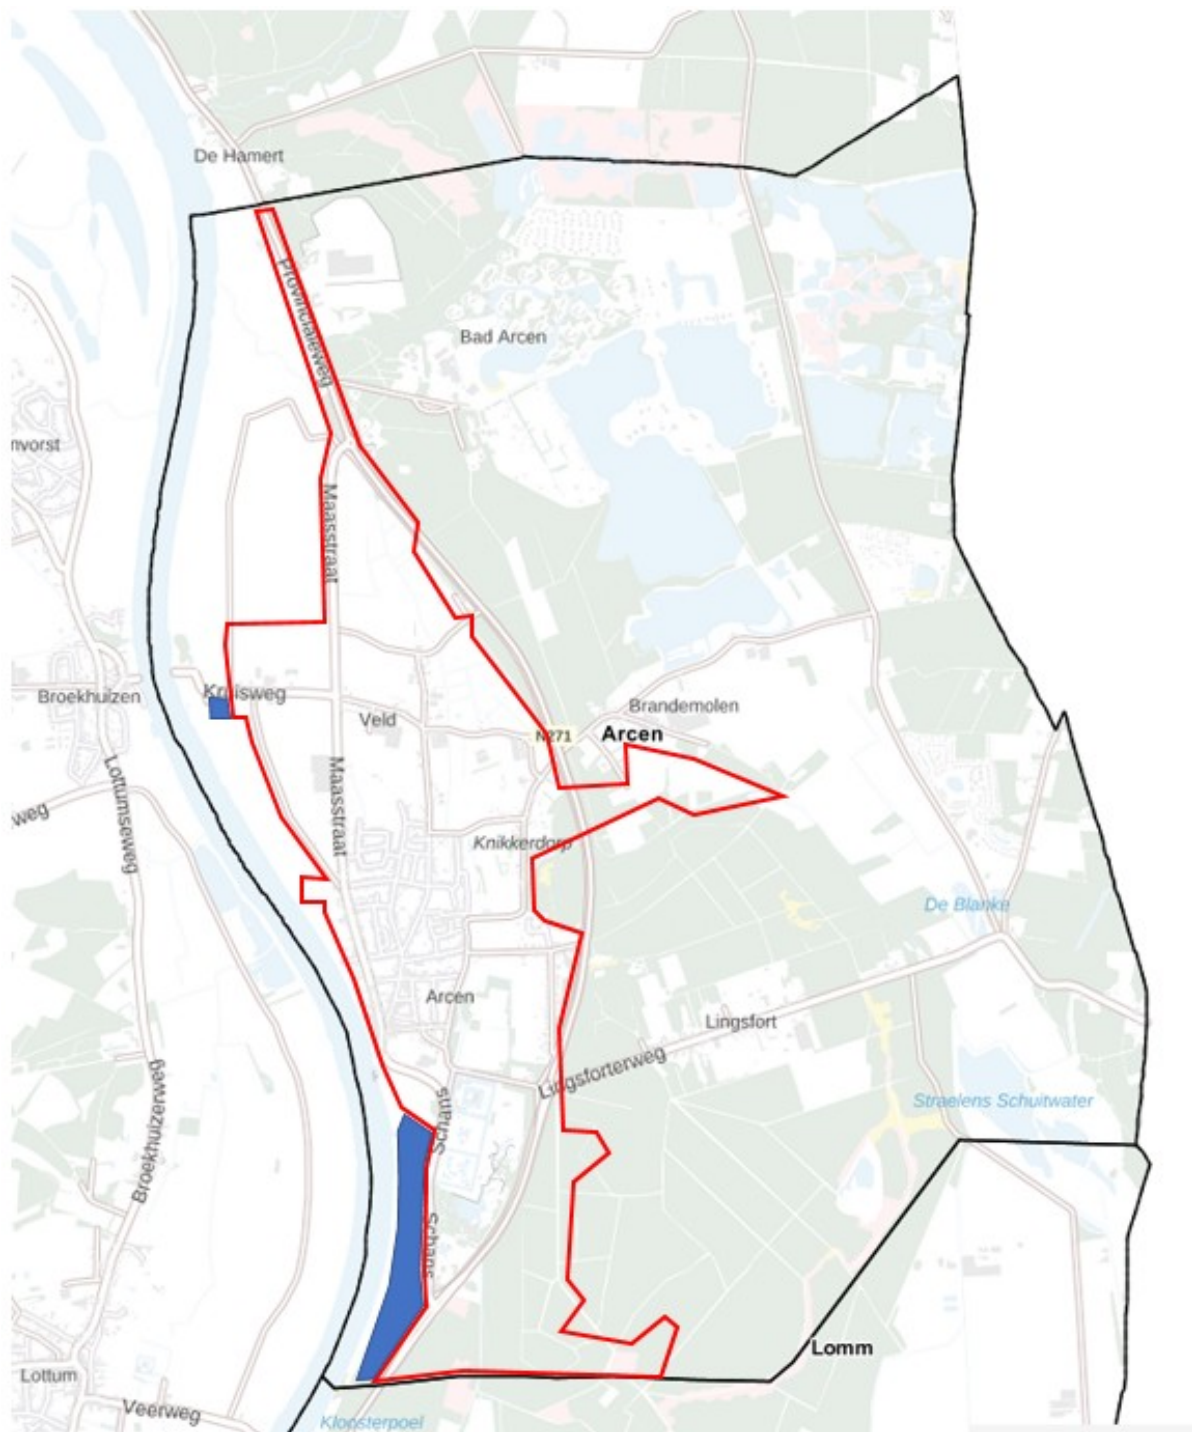 De Hamert
Provincialeweg
Bad Arcen
nvorst
Maasstraat
Broekhuizen
Kruisweg
Veld
Brandemolen
N271
Arcen
Lottumseweg
weg
Maasstraat
Knikkerdorp
De Blanke
Arcen
Lingsfort
Lingsforterweg
Broekhuizerweg
Schans
Straelens Schuitwater
Schans
Lomm
Lottum
Veerweg
Kloosterpoel